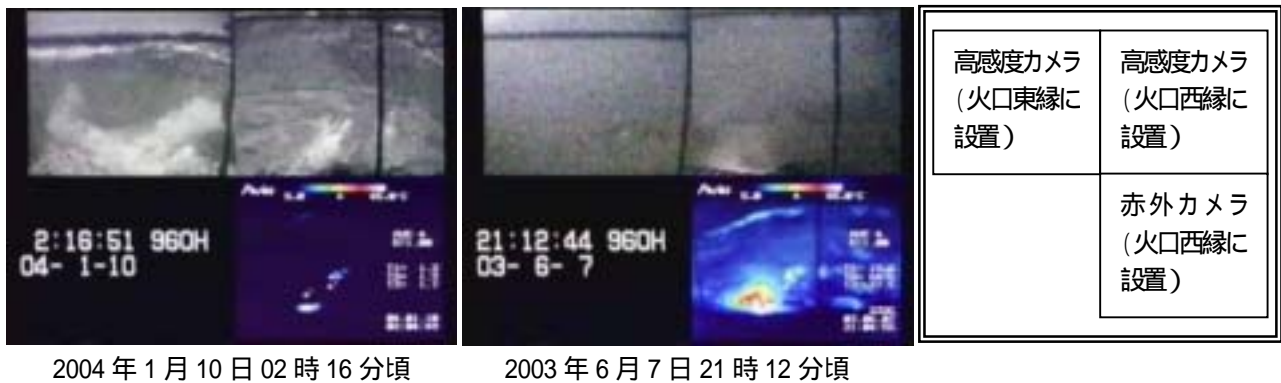 Auto
2:16:51 960H
04- 1-10
Auto
21:12:44 960H
03- 6- 7
高感度カメラ
(火口東縁に
設置)
高感度カメラ
(火口西縁に
設置)
赤外カメラ
(火口西縁に
設置)
2004 年 1 月 10 日 02 時 16 分頃
2003 年 6 月 7 日 21 時 12 分頃